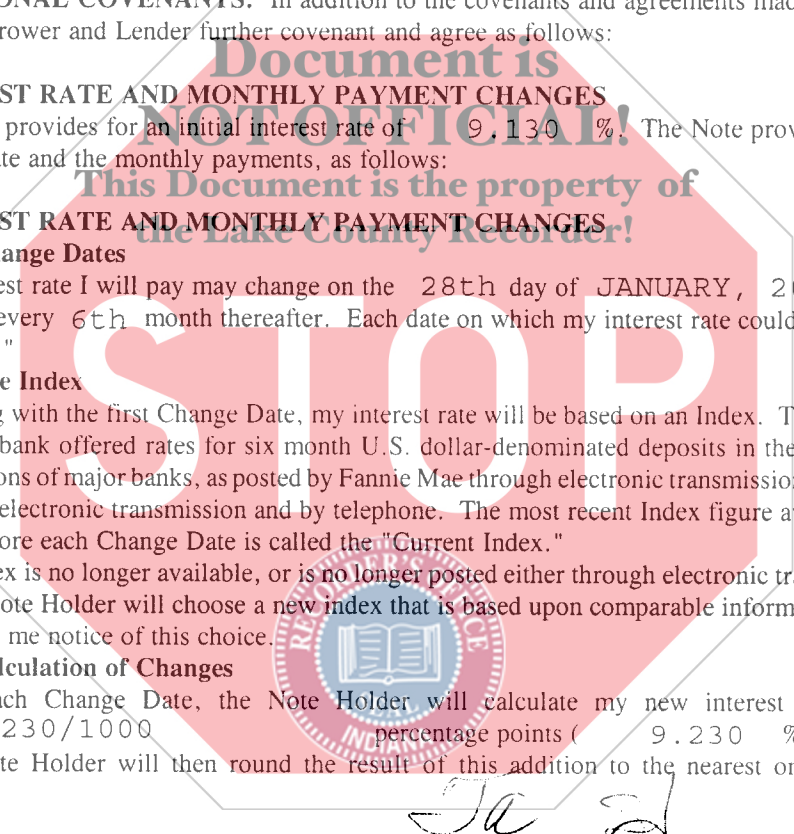 ONAL COVENANTS. In addition to the covenants and agreements mad
rower and Lender further covenant and agree as follows:
Document is
ST RATE AND MONTHLY PAYMENT CHANGES
NOT OFFICIAL!
provides for an initial interest rate of 9.130 %. The Note prov
te and the monthly payments, as follows:
This Document is the property of
the Lake County Recorder!
ST RATE AND MONTHLY PAYMENT CHANGES
ange Dates
est rate I will pay may change on the 28th day of JANUARY, 2
every 6th month thereafter. Each date on which my interest rate could
"
STOP
e Index
g with the first Change Date, my interest rate will be based on an Index. T
bank offered rates for six month U.S. dollar-denominated deposits in the
ons of major banks, as posted by Fannie Mae through electronic transmission
electronic transmission and by telephone. The most recent Index figure a
ore each Change Date is called the "Current Index."
ex is no longer available, or is no longer posted either through electronic tr
ote Holder will choose a new index that is based upon comparable inform
me notice of this choice.
RECORDER'S OFFICE
SEAL
INDIANA
lculation of Changes
ach Change Date, the Note Holder will calculate my new interest
230/1000 percentage points ( 9.230 %
te Holder will then round the result of this addition to the nearest on